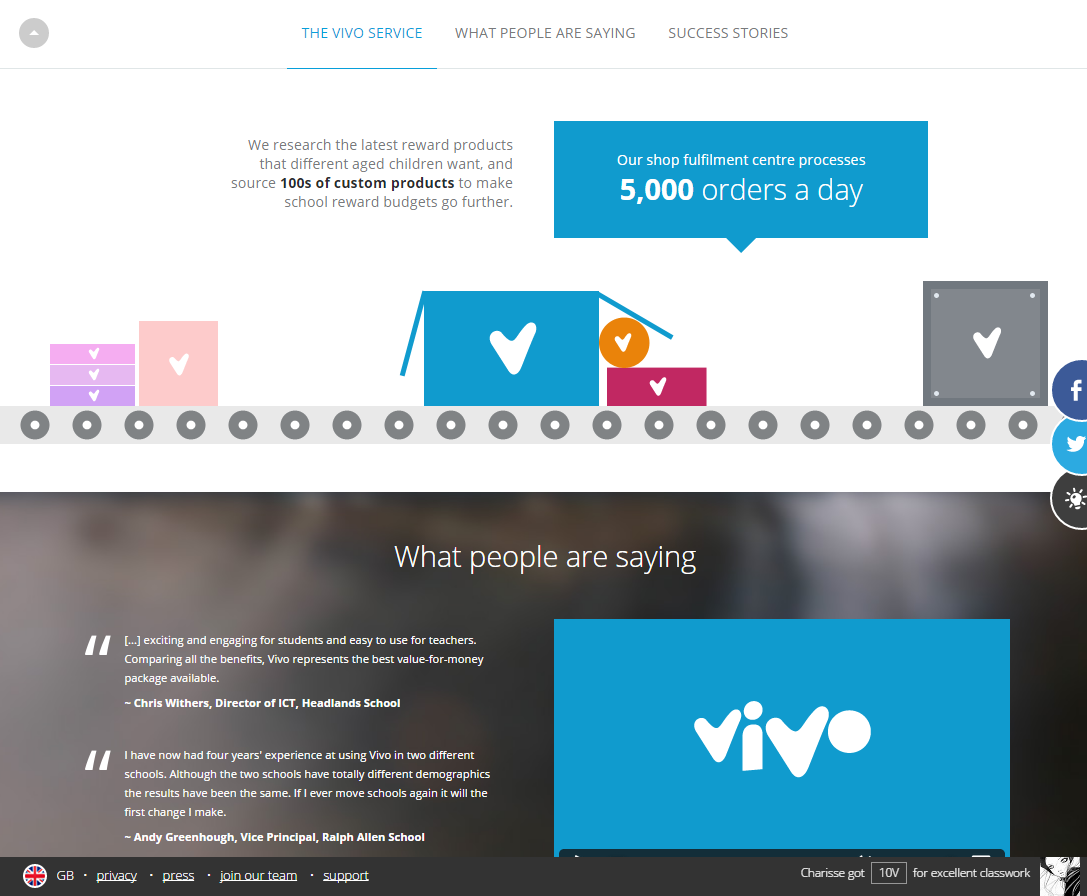 THE VIVO SERVICE
WHAT PEOPLE ARE SAYING
SUCCESS STORIES
We research the latest reward products
that different aged children want, and
source 100s of custom products to make
school reward budgets go further.
Our shop fulfilment centre processes
5,000 orders a day
What people are saying
“ [...] exciting and engaging for students and easy to use for teachers.
Comparing all the benefits, Vivo represents the best value-for-money
package available.
~ Chris Withers, Director of ICT, Headlands School
“ I have now had four years' experience at using Vivo in two different
schools. Although the two schools have totally different demographics
the results have been the same. If I ever move schools again it will the
first change I make.
~ Andy Greenhough, Vice Principal, Ralph Allen School
vivo
GB · privacy · press · join our team · support
Charisse got 10V for excellent classwork